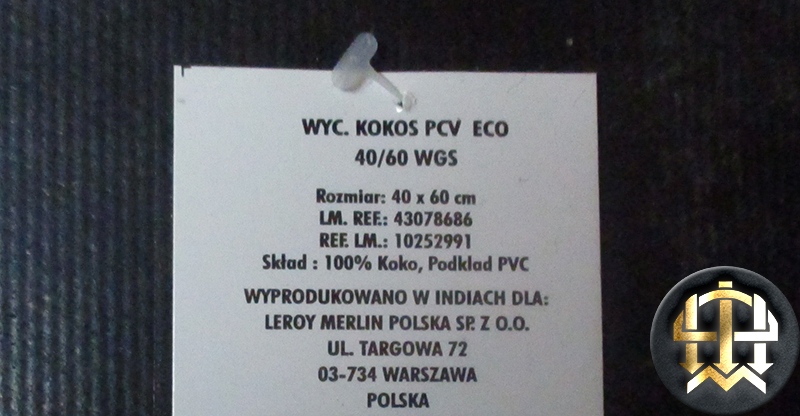 WYC. KOKOS PCV ECO
40/60 WGS
Rozmiar: 40 x 60 cm
LM. REF.: 43078686
REF. LM.: 10252991
Skład : 100% Koko, Podklad PVC
WYPRODUKOWANO W INDIACH DLA:
LEROY MERLIN POLSKA SP. Z O.O.
UL. TARGOWA 72
03-734 WARSZAWA
POLSKA